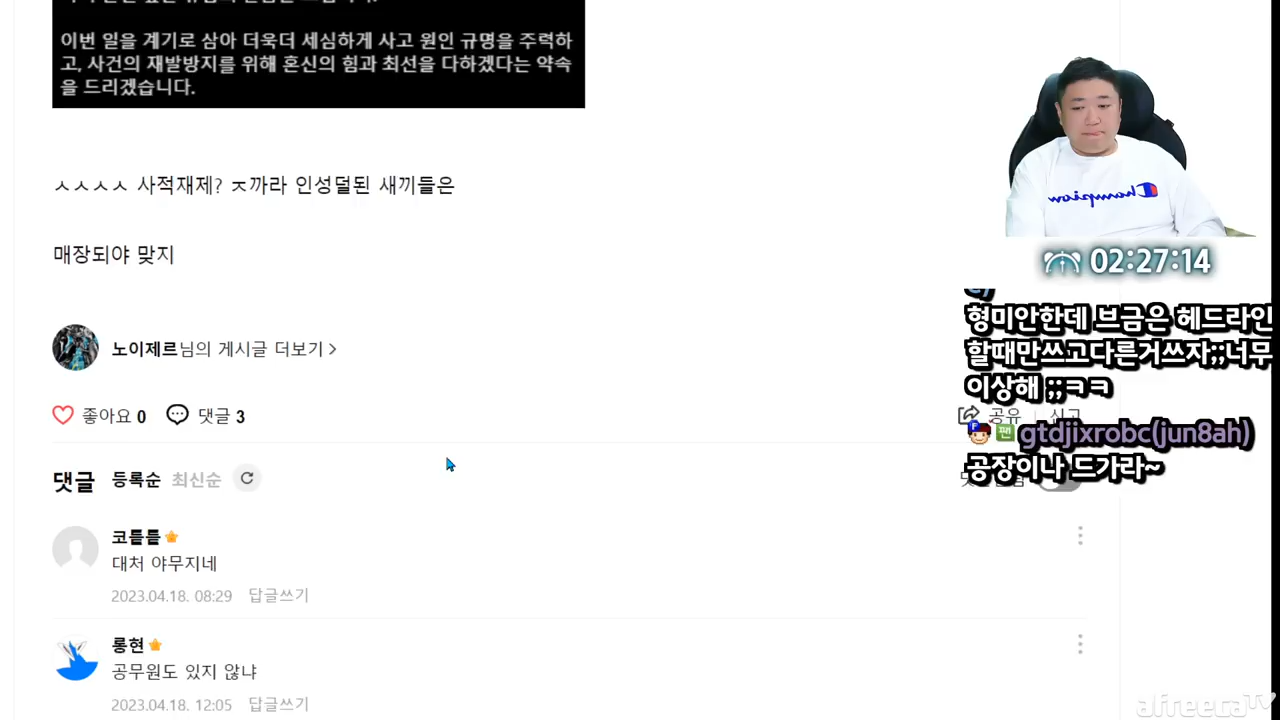 이번 일을 계기로 삼아 더욱더 세심하게 사고 원인 규명을 주력하
고, 사건의 재발방지를 위해 혼신의 힘과 최선을 다하겠다는 약속
을 드리겠습니다.
ㅅㅅㅅㅅ 사적재제? ㅈ까라 인성덜된 새끼들은
매장되야 맞지
노이제르님의 게시글 더보기 >
좋아요 0 댓글 3
공유 신고
댓글 등록순 최신순
코틑틑
대처 야무지네
2023.04.18. 08:29 답글쓰기
롱현
공무원도 있지 않냐
2023.04.18. 12:05 답글쓰기
Champion
02:27:14
형미안한데 브금은 헤드라인
할때만쓰고다른거쓰자;;너무
이상해 ;;ㅋㅋ
F 팬 gtdjixrobc(jun8ah)
공장이나 드가라~
afreecaTV